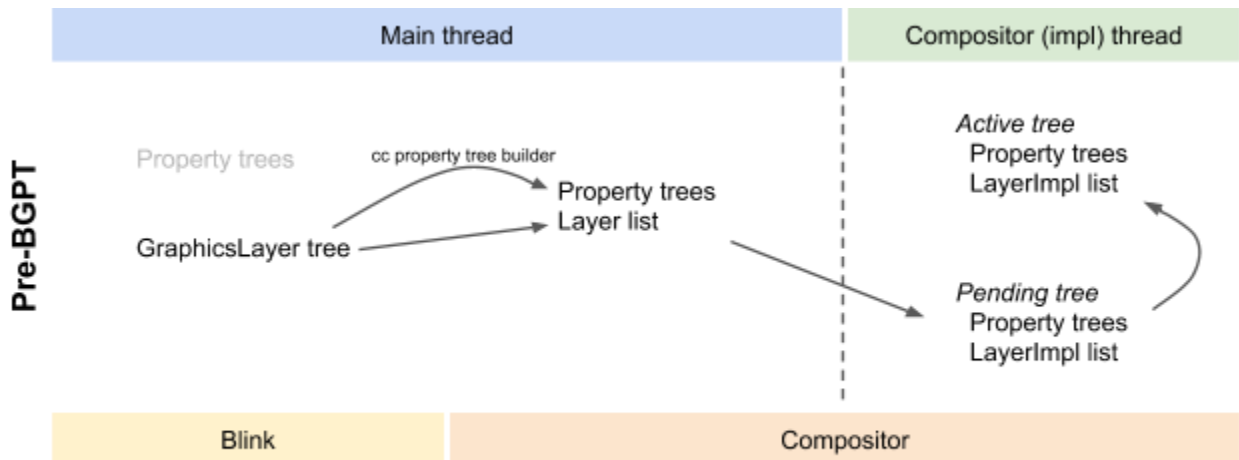 Main thread
Compositor (impl) thread
Pre-BGPT
Property trees
cc property tree builder
GraphicsLayer tree
Property trees
Layer list
Active tree
Property trees
LayerImpl list
Pending tree
Property trees
LayerImpl list
Blink
Compositor